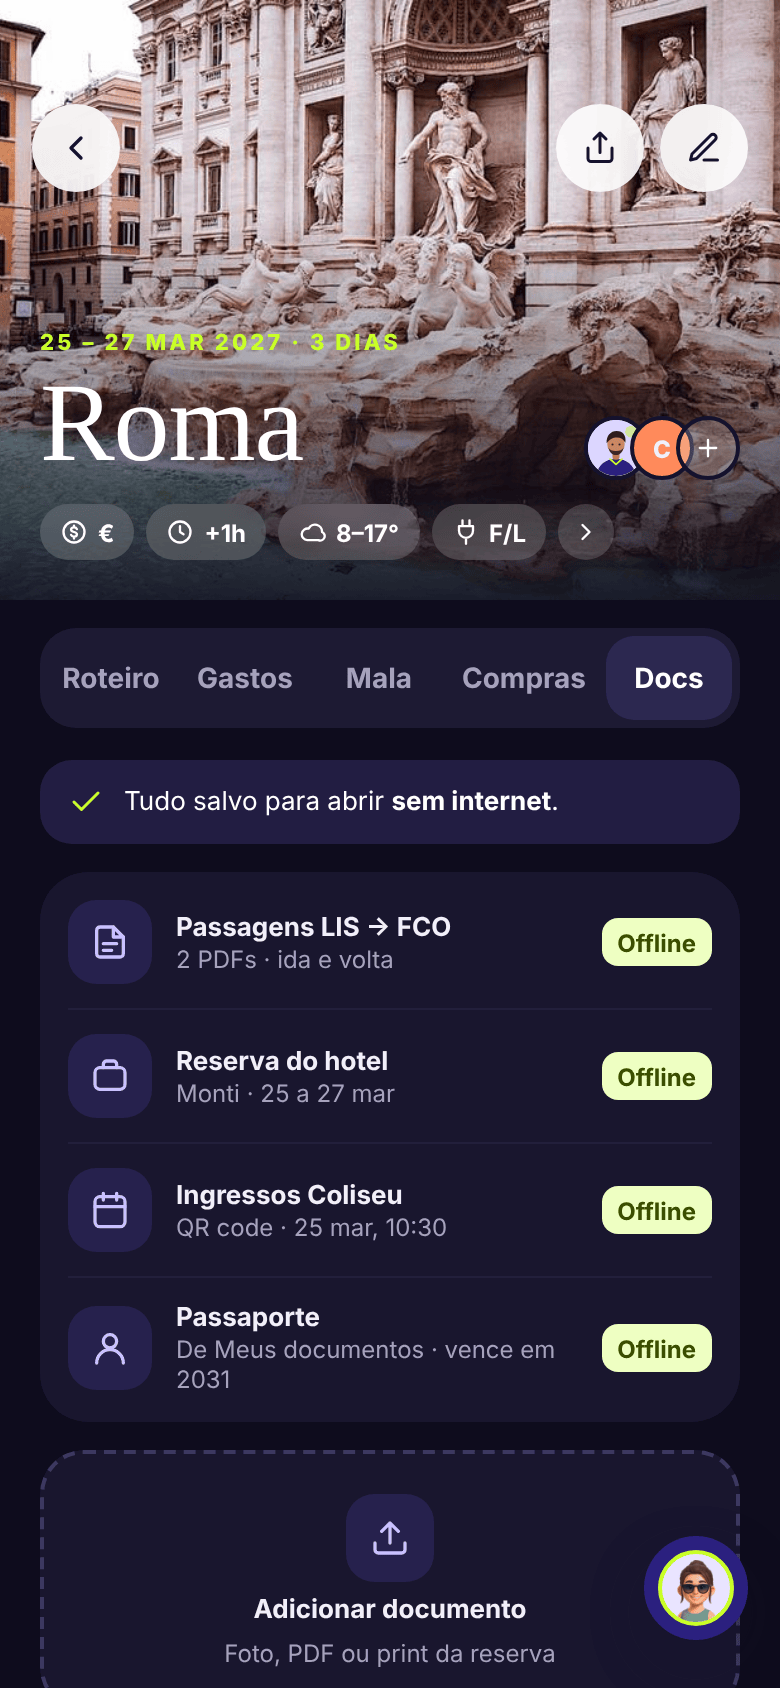 25 – 27 MAR 2027 · 3 DIAS
Roma
C
€ +1h 8–17° F/L
Roteiro Gastos Mala Compras Docs
Tudo salvo para abrir sem internet.
Passagens LIS → FCO
2 PDFs · ida e volta
Offline
Reserva do hotel
Monti · 25 a 27 mar
Offline
Ingressos Coliseu
QR code · 25 mar, 10:30
Offline
Passaporte
De Meus documentos · vence em
2031
Offline
Adicionar documento
Foto, PDF ou print da reserva